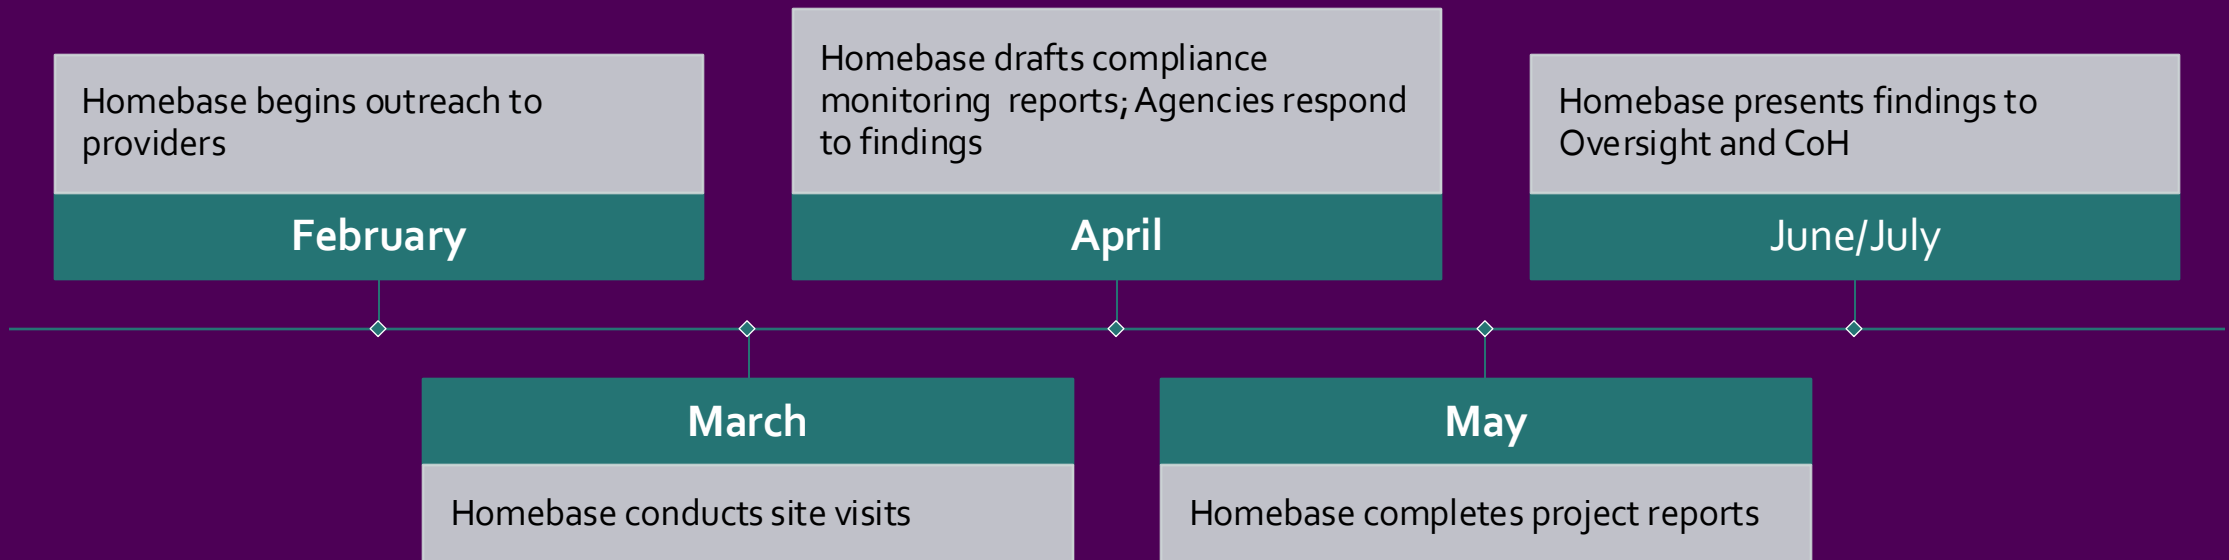 Homebase begins outreach to
providers
February
Homebase drafts compliance
monitoring  reports; Agencies respond
to findings
April
Homebase presents findings to
Oversight and CoH
June/July
March
Homebase conducts site visits
May
Homebase completes project reports